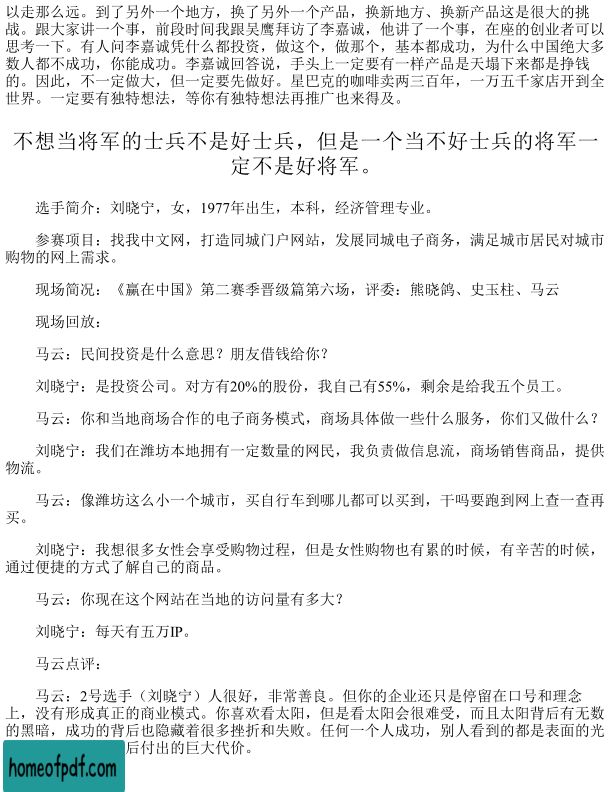 以走那么远。到了另外一个地方，换了另外一个产品，换新地方、换新产品这是很大的挑
战。跟大家讲一个事，前段时间我跟吴鹰拜访了李嘉诚，他讲了一个事，在座的创业者可以
思考一下。有人问李嘉诚凭什么都投资，做这个，做那个，基本都成功，为什么中国绝大多
数人都不成功，你能成功。李嘉诚回答说，手头上一定要有一样产品是天塌下来都是挣钱
的。因此，不一定做大，但一定要先做好。星巴克的咖啡卖两三百年，一万五千家店开到全
世界。一定要有独特想法，等你有独特想法再推广也来得及。
不想当将军的士兵不是好士兵，但是一个当不好士兵的将军一
定不是好将军。
选手简介：刘晓宁，女，1977年出生，本科，经济管理专业。
参赛项目：找我中文网，打造同城门户网站，发展同城电子商务，满足城市居民对城市
购物的网上需求。
现场简况：《赢在中国》第二赛季晋级篇第六场，评委：熊晓鸽、史玉柱、马云
现场回放：
马云：民间投资是什么意思？朋友借钱给你？
刘晓宁：是投资公司。对方有20%的股份，我自己有55%，剩余是给我五个员工。
马云：你和当地商场合作的电子商务模式，商场具体做一些什么服务，你们又做什么？
刘晓宁：我们在潍坊本地拥有一定数量的网民，我负责做信息流，商场销售商品，提供
物流。
马云：像潍坊这么小一个城市，买自行车到哪儿都可以买到，干吗要跑到网上查一查再
买。
刘晓宁：我想很多女性会享受购物过程，但是女性购物也有累的时候，有辛苦的时候，
通过便捷的方式了解自己的商品。
马云：你现在这个网站在当地的访问量有多大？
刘晓宁：每天有五万IP。
马云点评：
马云：2号选手（刘晓宁）人很好，非常善良。但你的企业还只是停留在口号和理念
上，没有形成真正的商业模式。你喜欢看太阳，但是看太阳会很难受，而且太阳背后有无数
的黑暗，成功的背后也隐藏着很多挫折和失败。任何一个人成功，别人看到的都是表面的光
后付出的巨大代价。
homeofpdf.com